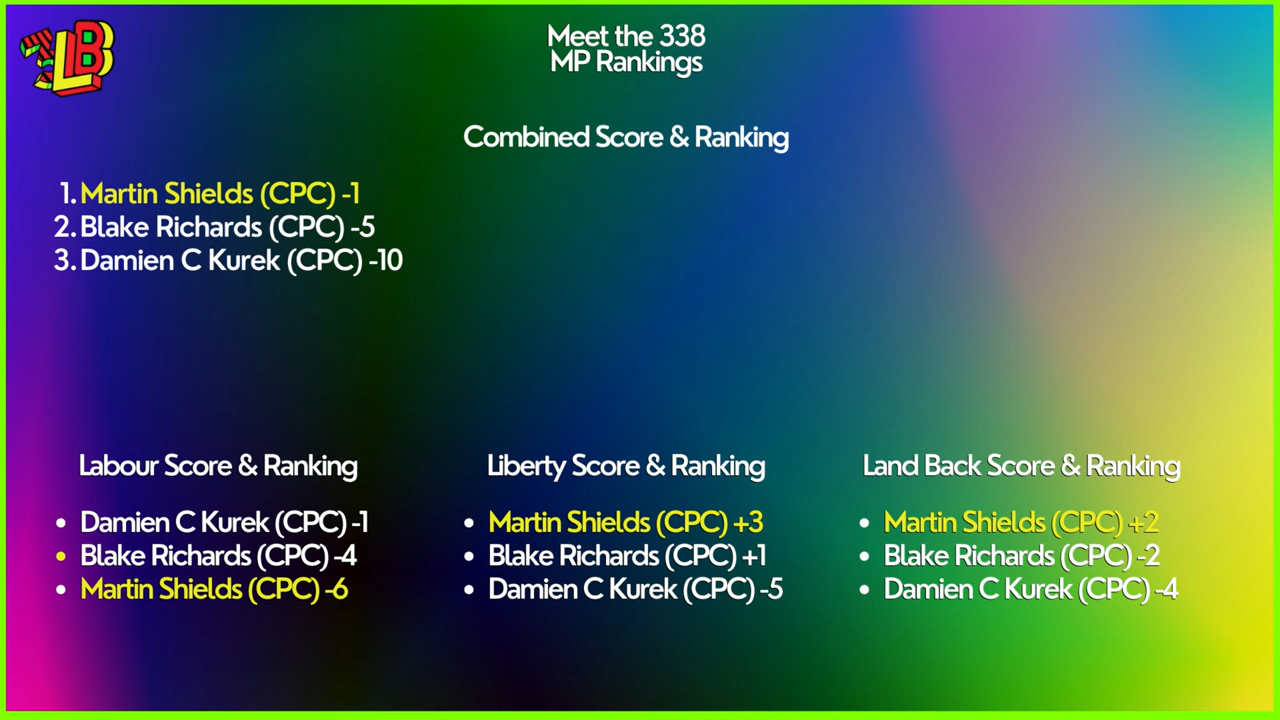 3LB
Meet the 338
MP Rankings
Combined Score & Ranking
1. Martin Shields (CPC) -1
2. Blake Richards (CPC) -5
3. Damien C Kurek (CPC) -10
Labour Score & Ranking
• Damien C Kurek (CPC) -1
• Blake Richards (CPC) -4
• Martin Shields (CPC) -6
Liberty Score & Ranking
• Martin Shields (CPC) +3
• Blake Richards (CPC) +1
• Damien C Kurek (CPC) -5
Land Back Score & Ranking
• Martin Shields (CPC) +2
• Blake Richards (CPC) -2
• Damien C Kurek (CPC) -4